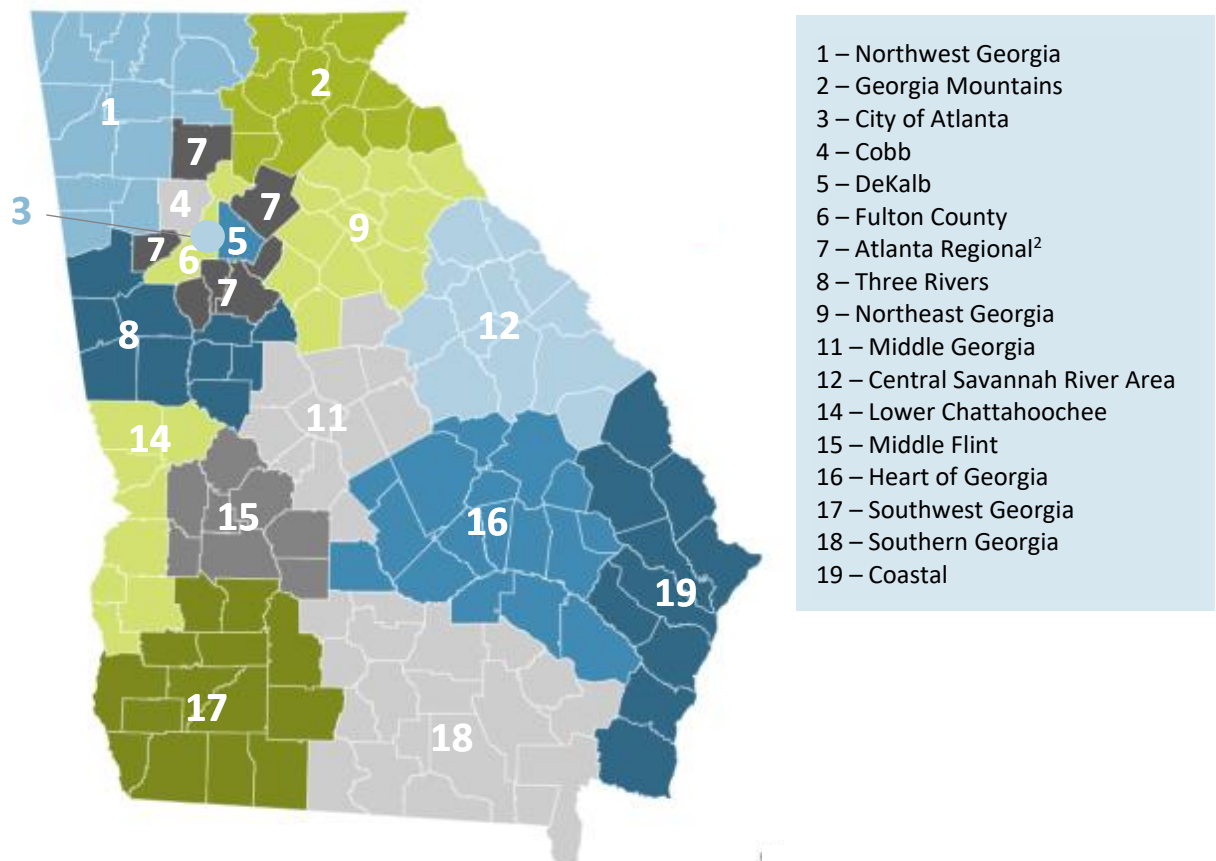 1
2
7
3
4
7
5
9
7
6
7
8
12
11
14
15
16
19
17
18
1 – Northwest Georgia
2 – Georgia Mountains
3 – City of Atlanta
4 – Cobb
5 – DeKalb
6 – Fulton County
7 – Atlanta Regional²
8 – Three Rivers
9 – Northeast Georgia
11 – Middle Georgia
12 – Central Savannah River Area
14 – Lower Chattahoochee
15 – Middle Flint
16 – Heart of Georgia
17 – Southwest Georgia
18 – Southern Georgia
19 – Coastal